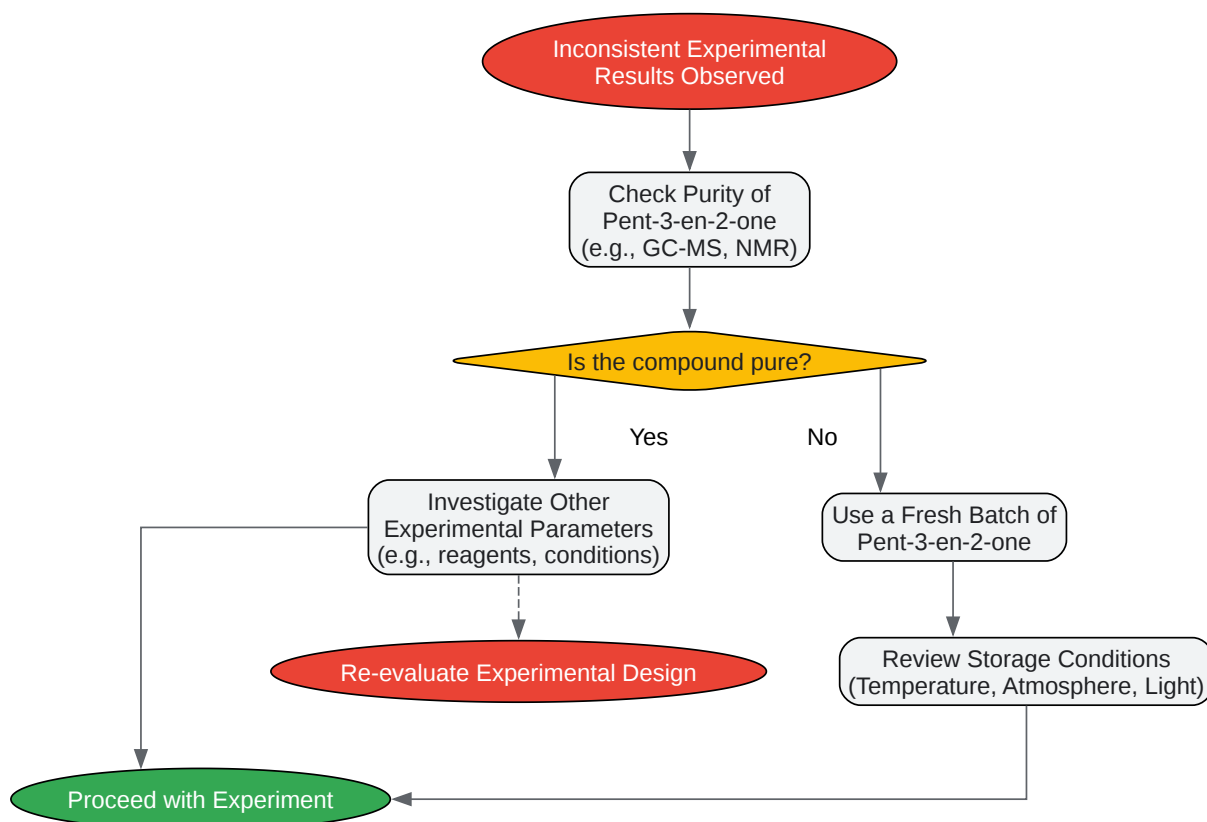 Inconsistent Experimental
Results Observed
Check Purity of
Pent-3-en-2-one
(e.g., GC-MS, NMR)
Is the compound pure?
Yes
No
Investigate Other
Experimental Parameters
(e.g., reagents, conditions)
Use a Fresh Batch of
Pent-3-en-2-one
Re-evaluate Experimental Design
Review Storage Conditions
(Temperature, Atmosphere, Light)
Proceed with Experiment